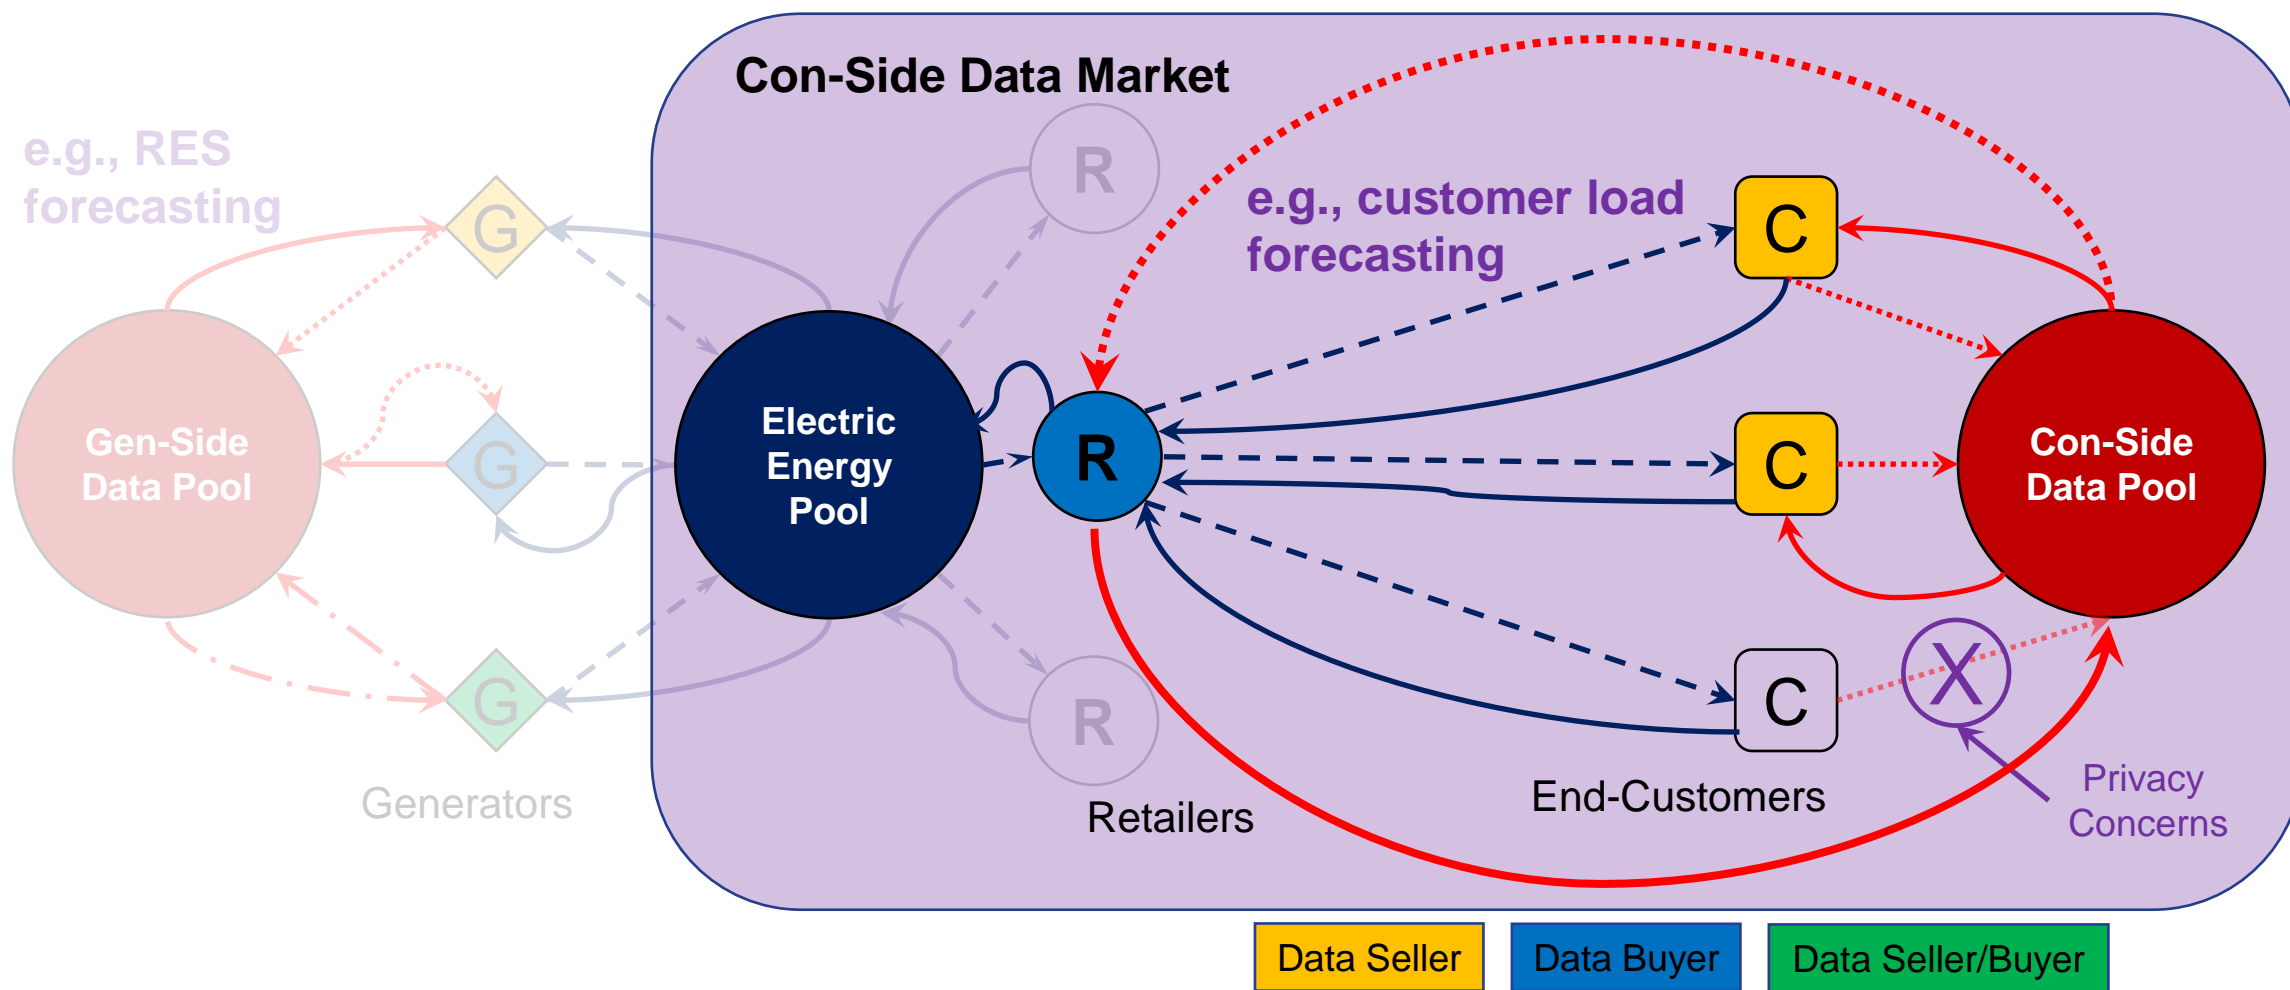 Con-Side Data Market
e.g., RES
forecasting
G
R
e.g., customer load
forecasting
C
Gen-Side
Data Pool
G
Electric
Energy
Pool
R
C
Con-Side
Data Pool
G
R
C
X
Generators
Retailers
End-Customers
Privacy
Concerns
Data Seller
Data Buyer
Data Seller/Buyer